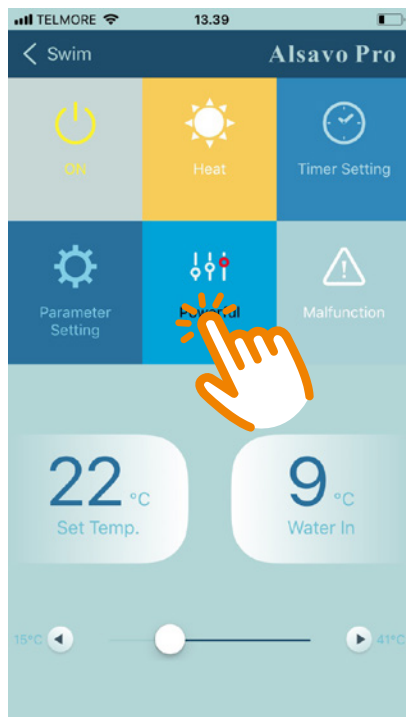 TELMORE 13.39
Swim Alsavo Pro
ON Heat Timer Setting
Parameter Setting Powerful Malfunction
22 °C 9 °C
Set Temp. Water In
15°C 41°C